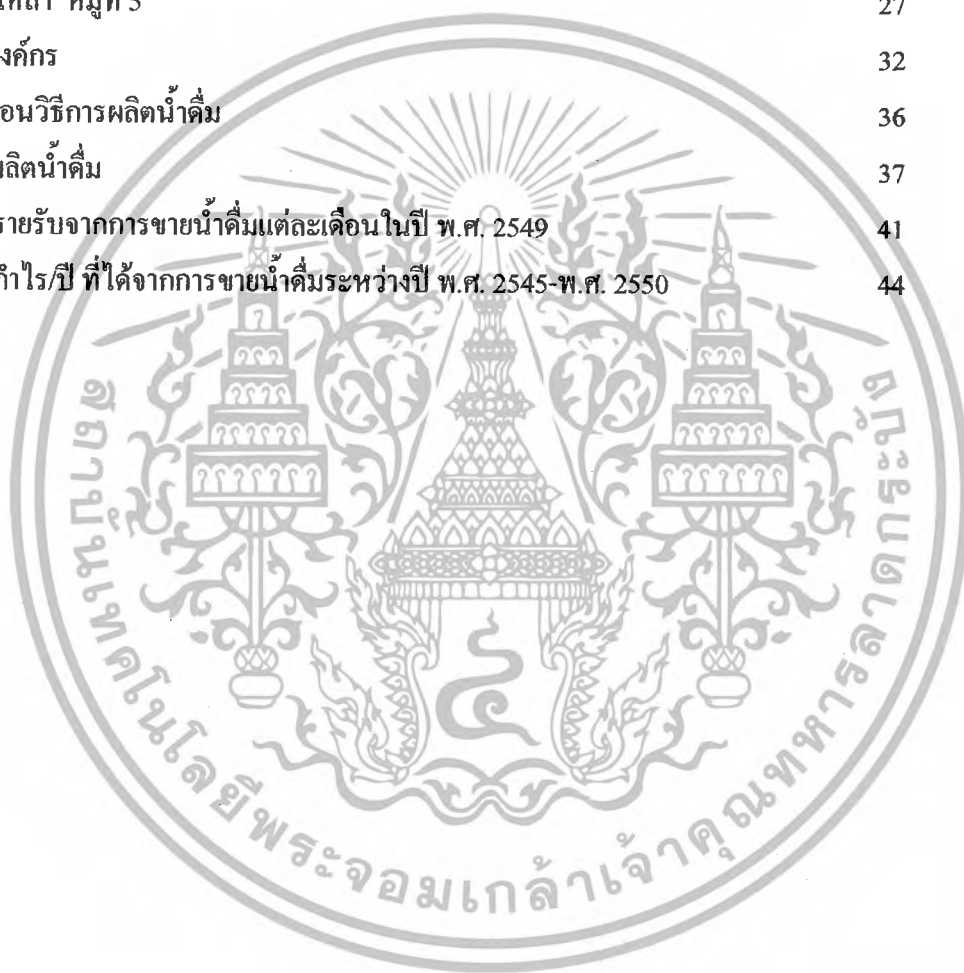 หมู่ที่ 5 27
งค์กร 32
อนวิธีการผลิตน้ำดื่ม 36
ผลิตน้ำดื่ม 37
รายรับจากการขายน้ำดื่มแต่ละเดือนในปี พ.ศ. 2549 41
กำไร/ปี ที่ได้จากการขายน้ำดื่มระหว่างปี พ.ศ. 2545-พ.ศ. 2550 44
สถาบันเทคโนโลยีพระจอมเกล้าเจ้าคุณทหารลาดกระบัง